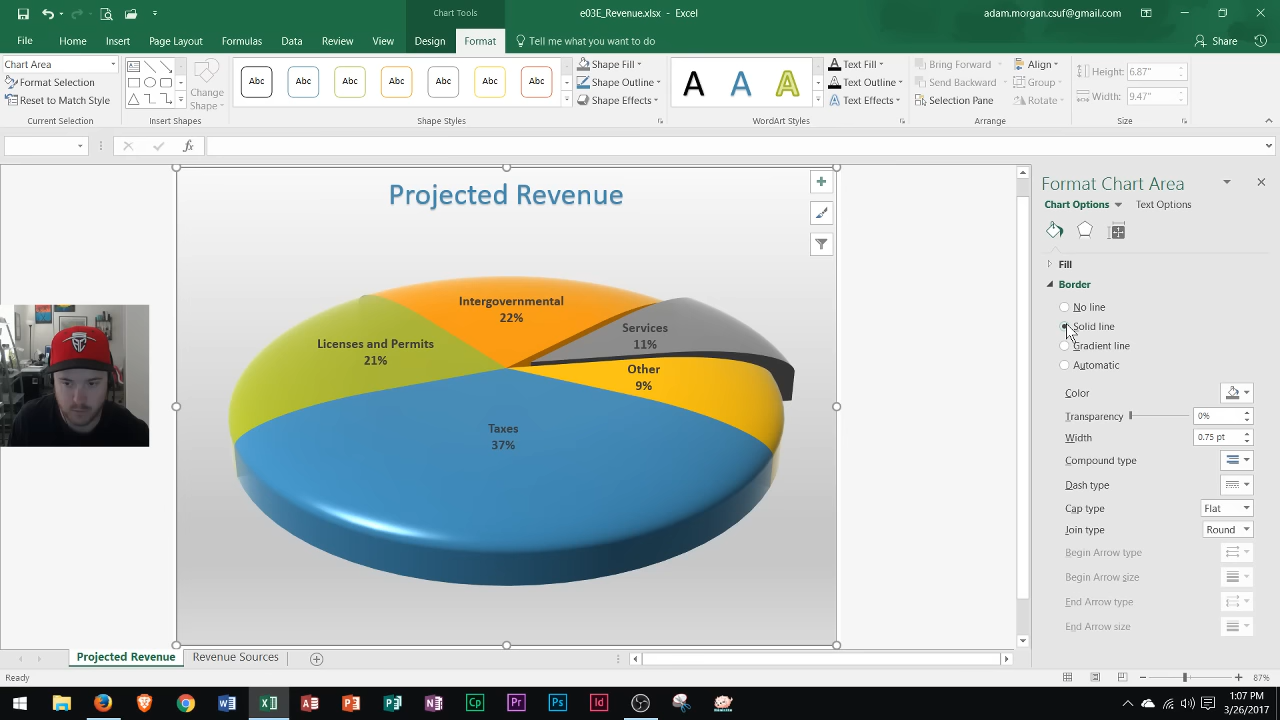 Chart Tools
e03E_Revenue.xlsx - Excel
adam.morgan.csuf@gmail.com
File Home Insert Page Layout Formulas Data Review View Design Format Tell me what you want to do Share
Chart Area
Format Selection
Reset to Match Style
Current Selection
Change Shape
Insert Shapes
Abc Abc Abc Abc Abc Abc Abc
Shape Fill
Shape Outline
Shape Effects
Shape Styles
A A A
Text Fill
Text Outline
Text Effects
WordArt Styles
Bring Forward
Send Backward
Selection Pane
Align
Group
Rotate
Arrange
Height: 6.87"
Width: 9.47"
Size
fx
Projected Revenue
Intergovernmental
22%
Services
11%
Licenses and Permits
21%
Other
9%
Taxes
37%
Format Chart Area
Chart Options Text Options
Fill
Border
No line
Solid line
Gradient line
Automatic
Color
Transparency 0%
Width 0.75 pt
Compound type
Dash type
Cap type Flat
Join type Round
Begin Arrow type
Begin Arrow size
End Arrow type
End Arrow size
Projected Revenue Revenue Sources
Ready
87%
Cp Pr Ps Id
1:07 PM
3/26/2017